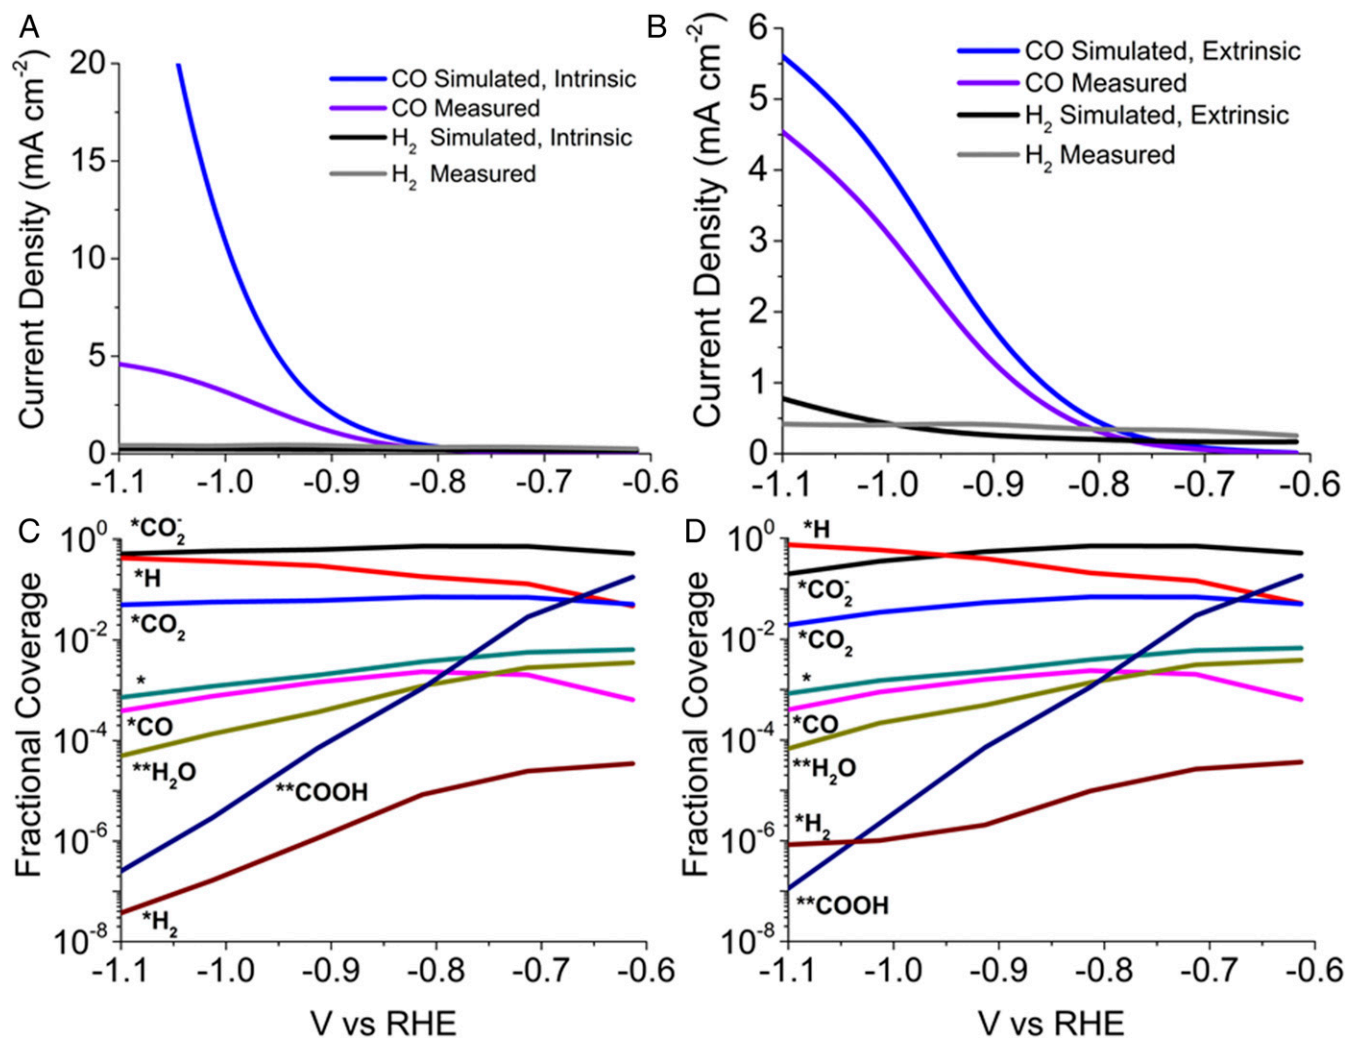 A
Current Density (mA cm⁻²)
20
15
10
5
0
-1.1 -1.0 -0.9 -0.8 -0.7 -0.6
CO Simulated, Intrinsic
CO Measured
H₂ Simulated, Intrinsic
H₂ Measured
B
Current Density (mA cm⁻²)
6
5
4
3
2
1
0
-1.1 -1.0 -0.9 -0.8 -0.7 -0.6
CO Simulated, Extrinsic
CO Measured
H₂ Simulated, Extrinsic
H₂ Measured
C
Fractional Coverage
10⁰
10⁻²
10⁻⁴
10⁻⁶
10⁻⁸
*CO₂⁻
*H
*CO₂
*
*CO
**H₂O
**COOH
*H₂
-1.1 -1.0 -0.9 -0.8 -0.7 -0.6
V vs RHE
D
Fractional Coverage
10⁰
10⁻²
10⁻⁴
10⁻⁶
10⁻⁸
*H
*CO₂⁻
*CO₂
*
*CO
**H₂O
*H₂
**COOH
-1.1 -1.0 -0.9 -0.8 -0.7 -0.6
V vs RHE